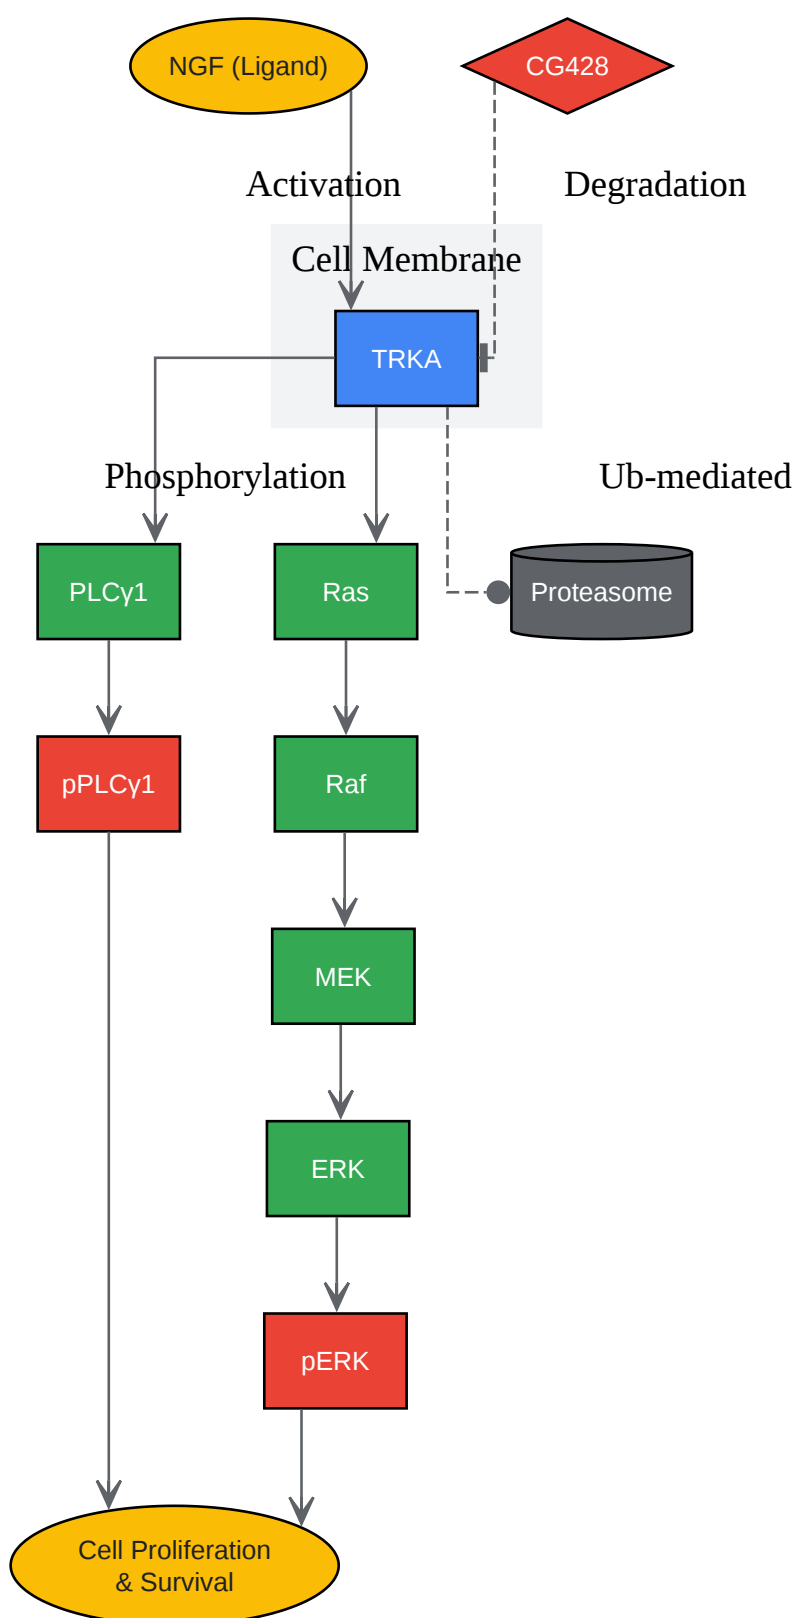 NGF (Ligand)
CG428
Activation
Degradation
Cell Membrane
TRKA
Phosphorylation
Ub-mediated
PLCγ1
Ras
Proteasome
pPLCγ1
Raf
MEK
ERK
pERK
Cell Proliferation
& Survival